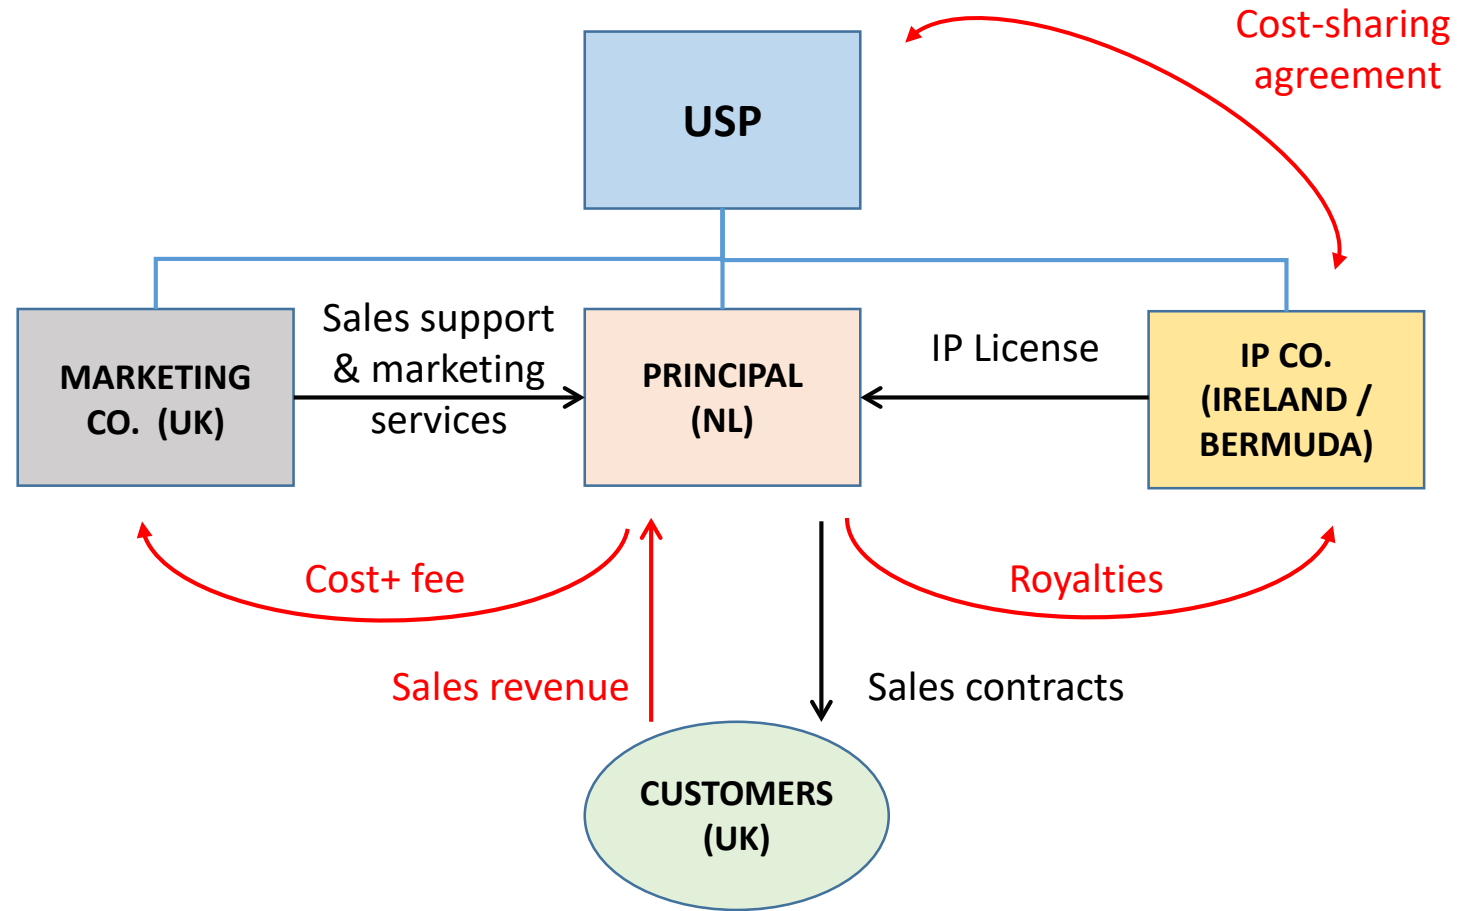 Cost-sharing
agreement
USP
Sales support
& marketing
services
IP License
MARKETING
CO.  (UK)
PRINCIPAL
(NL)
IP CO.
(IRELAND /
BERMUDA)
Cost+ fee
Royalties
Sales revenue
Sales contracts
CUSTOMERS
(UK)